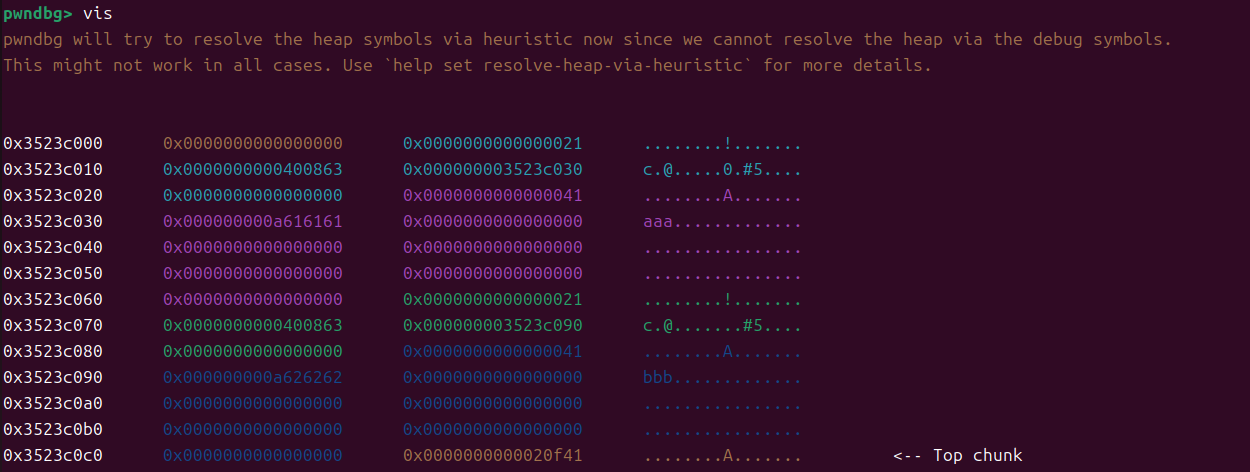 pwndbg> vis
pwndbg will try to resolve the heap symbols via heuristic now since we cannot resolve the heap via the debug symbols.
This might not work in all cases. Use `help set resolve-heap-via-heuristic` for more details.
0x3523c000 0x0000000000000000 0x0000000000000021 ........!.......
0x3523c010 0x0000000000400863 0x000000003523c030 c.@.....0.#5....
0x3523c020 0x0000000000000000 0x0000000000000041 ........A.......
0x3523c030 0x000000000a616161 0x0000000000000000 aaa.............
0x3523c040 0x0000000000000000 0x0000000000000000 ................
0x3523c050 0x0000000000000000 0x0000000000000000 ................
0x3523c060 0x0000000000000000 0x0000000000000021 ........!.......
0x3523c070 0x0000000000400863 0x000000003523c090 c.@.......#5....
0x3523c080 0x0000000000000000 0x0000000000000041 ........A.......
0x3523c090 0x000000000a626262 0x0000000000000000 bbb.............
0x3523c0a0 0x0000000000000000 0x0000000000000000 ................
0x3523c0b0 0x0000000000000000 0x0000000000000000 ................
0x3523c0c0 0x0000000000000000 0x0000000000020f41 ........A....... <-- Top chunk